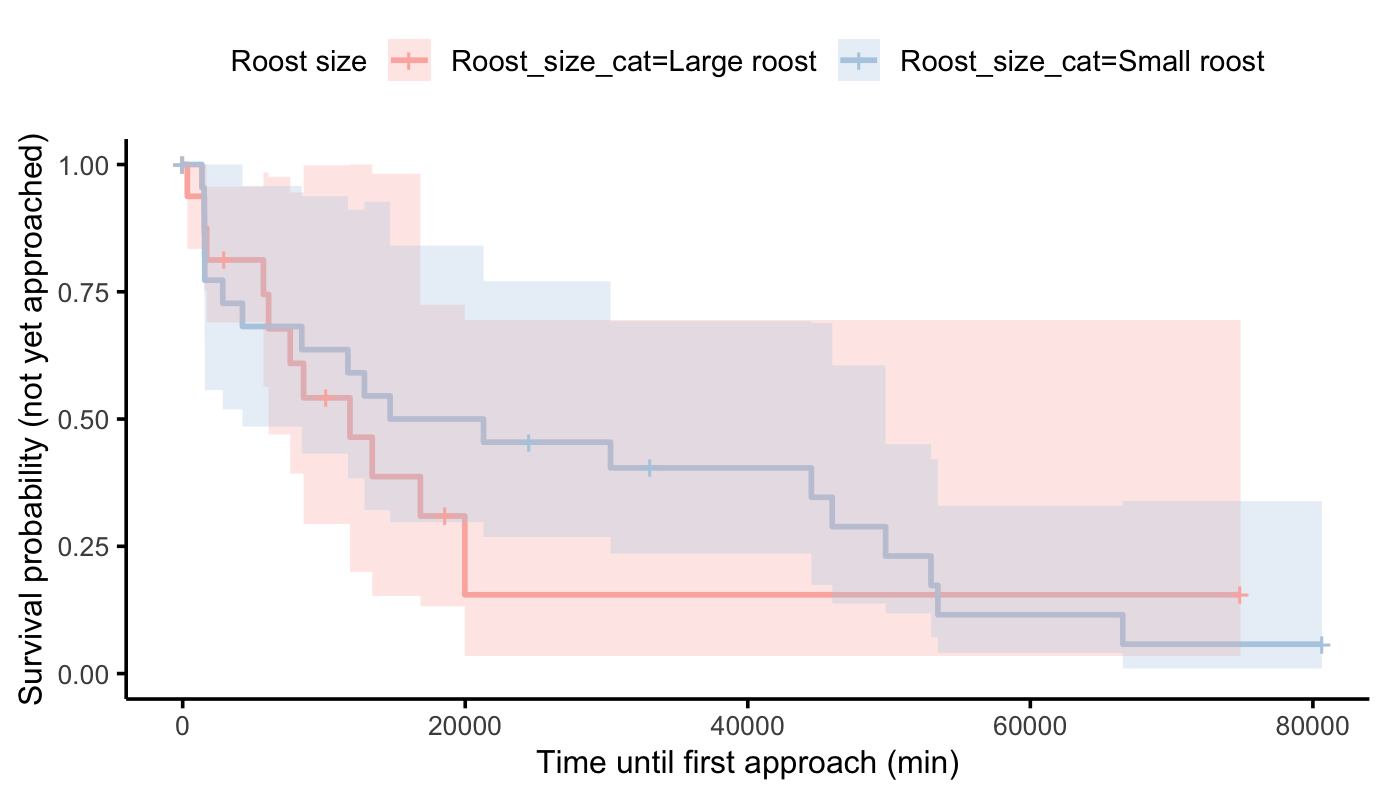 Roost size Roost_size_cat=Large roost Roost_size_cat=Small roost
Survival probability (not yet approached)
1.00
0.75
0.50
0.25
0.00
0 20000 40000 60000 80000
Time until first approach (min)